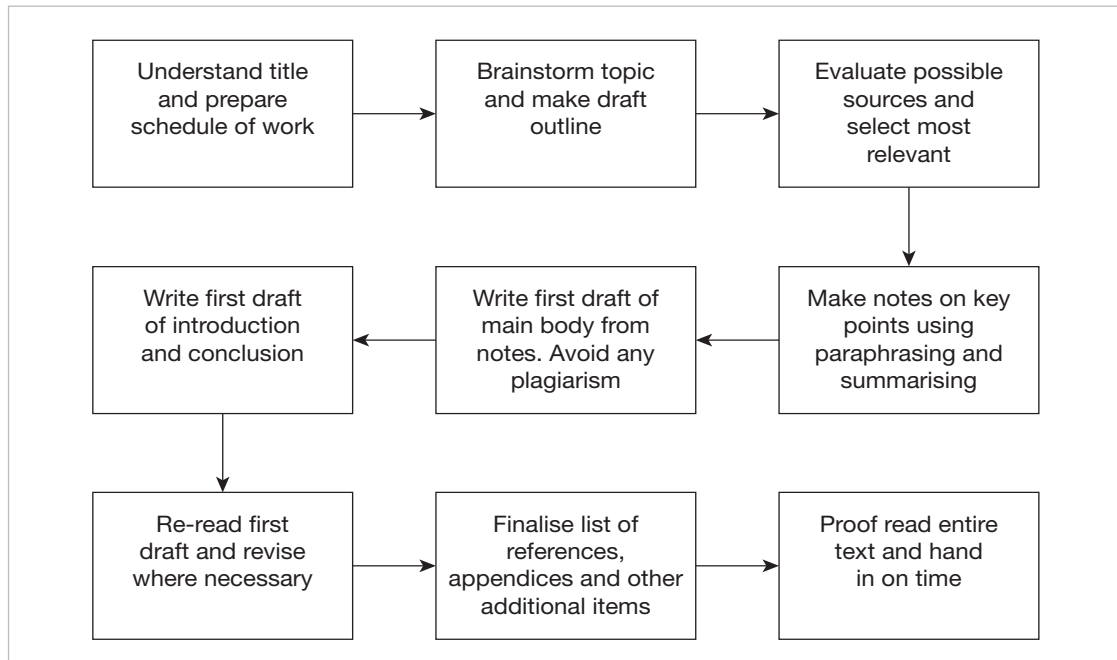 Understand title
and prepare
schedule of work
Brainstorm topic
and make draft
outline
Evaluate possible
sources and
select most
relevant
Make notes on key
points using
paraphrasing and
summarising
Write first draft of
main body from
notes. Avoid any
plagiarism
Write first draft
of introduction
and conclusion
Re-read first
draft and revise
where necessary
Finalise list of
references,
appendices and other
additional items
Proof read entire
text and hand
in on time